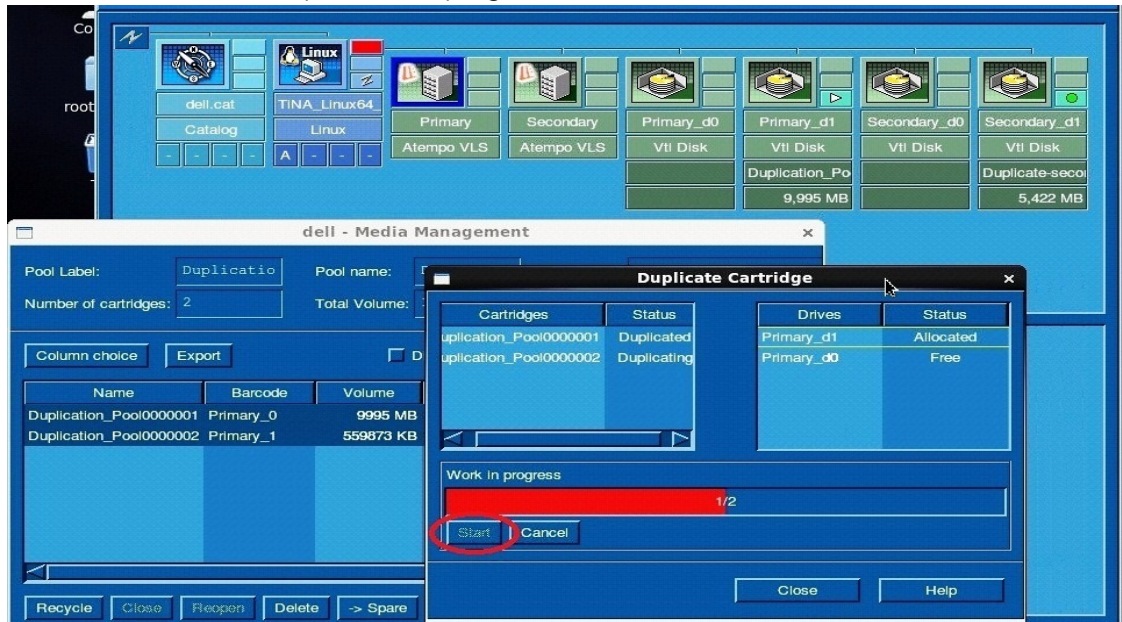 Co
root
Linux
dell.cat
TINA_Linux64
Primary
Secondary
Primary_d0
Primary_d1
Secondary_d0
Secondary_d1
Catalog
Linux
Atempo VLS
Atempo VLS
Vtl Disk
Vtl Disk
Vtl Disk
Vtl Disk
- - - -
A - - -
Duplication_Po
Duplicate-seco
9,995 MB
5,422 MB
dell - Media Management
Pool Label: Duplicatio Pool name:
Number of cartridges: 2 Total Volume:
Column choice Export
Name Barcode Volume
Duplication_Pool0000001 Primary_0 9995 MB
Duplication_Pool0000002 Primary_1 559873 KB
Recycle Close Reopen Delete -> Spare
Duplicate Cartridge
Cartridges Status
uplication_Pool0000001 Duplicated
uplication_Pool0000002 Duplicating
Drives Status
Primary_d1 Allocated
Primary_d0 Free
Work in progress
1/2
Start Cancel
Close Help